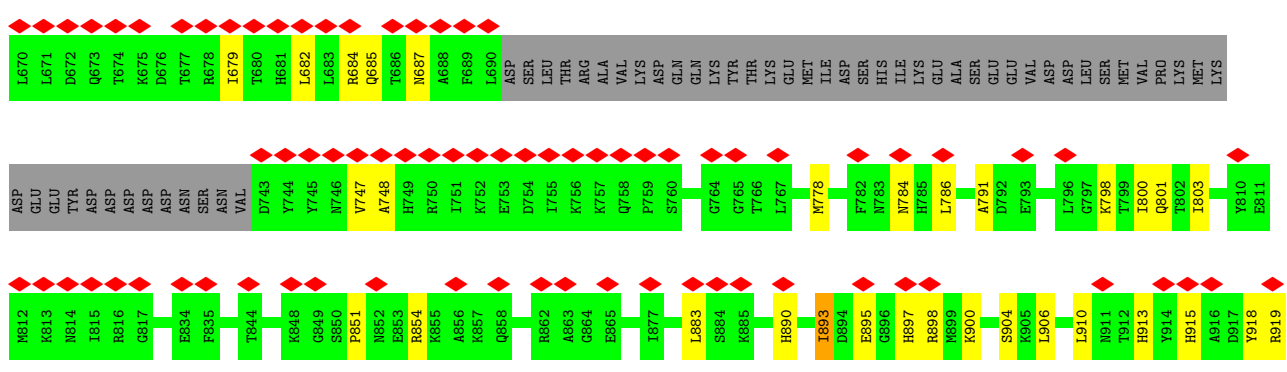 L670 L671 D672 Q673 T674 K675 D676 T677 R678 I679 T680 H681 L682 L683 R684 Q685 T686 N687 A688 F689 L690 ASP SER LEU THR ARG ALA VAL LYS ASP GLN GLN LYS TYR THR LYS GLU MET ILE ASP SER HIS ILE LYS GLU ALA SER GLU GLU VAL ASP ASP LEU SER MET VAL PRO LYS MET LYS
ASP GLU GLU TYR ASP ASP ASP ASP ASP ASN SER ASN VAL D743 Y744 Y745 N746 V747 A748 H749 R750 I751 K752 E753 D754 I755 K756 K757 Q758 P759 S760 G764 G765 T766 L767 M778 F782 N783 N784 H785 L786 A791 D792 E793 L796 G797 K798 T799 I800 Q801 T802 I803 Y810 E811
M812 K813 N814 I815 R816 G817 E834 F835 T844 K848 G849 S850 P851 N852 E853 R854 K855 A856 K857 Q858 R862 A863 G864 E865 I877 L883 S884 K885 H890 I893 D894 E895 G896 H897 R898 M899 K900 S904 K905 L906 L910 N911 T912 H913 Y914 H915 A916 D917 Y918 R919